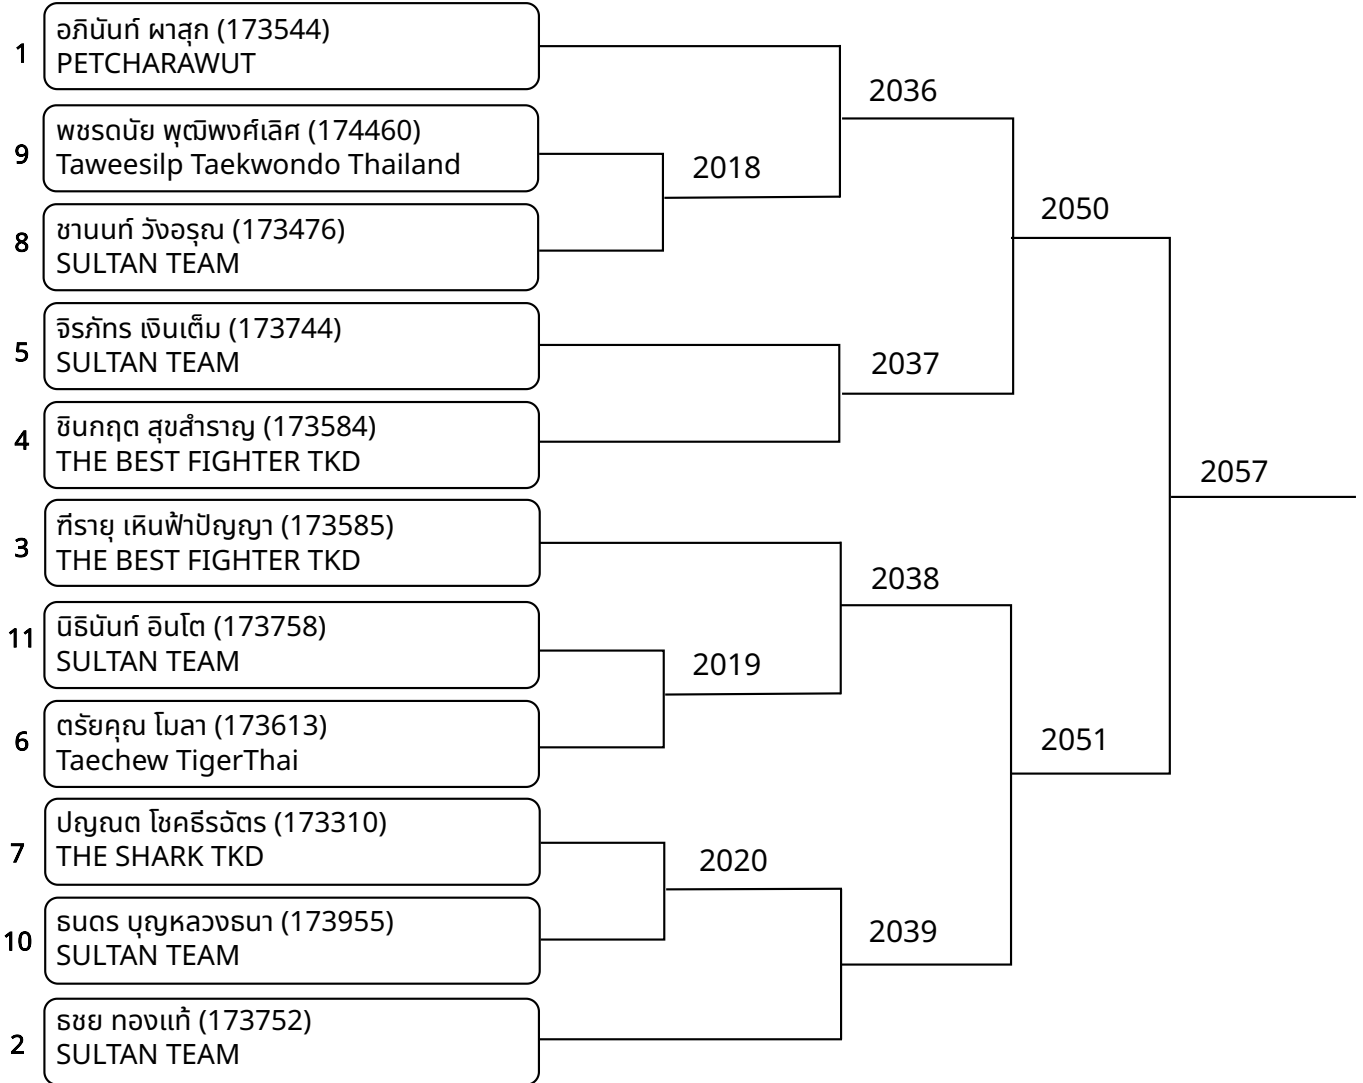 1
อภินันท์ ผาสุก (173544)
PETCHARAWUT
2036
9
พชรดนัย พุฒิพงศ์เลิศ (174460)
Taweesilp Taekwondo Thailand
2018
8
ชานนท์ วังอรุณ (173476)
SULTAN TEAM
2050
5
จิรภัทร เงินเต็ม (173744)
SULTAN TEAM
2037
4
ชินกฤต สุขสำราญ (173584)
THE BEST FIGHTER TKD
2057
3
ฑีรายุ เหินฟ้าปัญญา (173585)
THE BEST FIGHTER TKD
2038
11
นิธินันท์ อินโต (173758)
SULTAN TEAM
2019
6
ตรัยคุณ โมลา (173613)
Taechew TigerThai
2051
7
ปญณต โชคธีรฉัตร (173310)
THE SHARK TKD
2020
10
ธนดร บุญหลวงธนา (173955)
SULTAN TEAM
2039
2
ธชย ทองแท้ (173752)
SULTAN TEAM